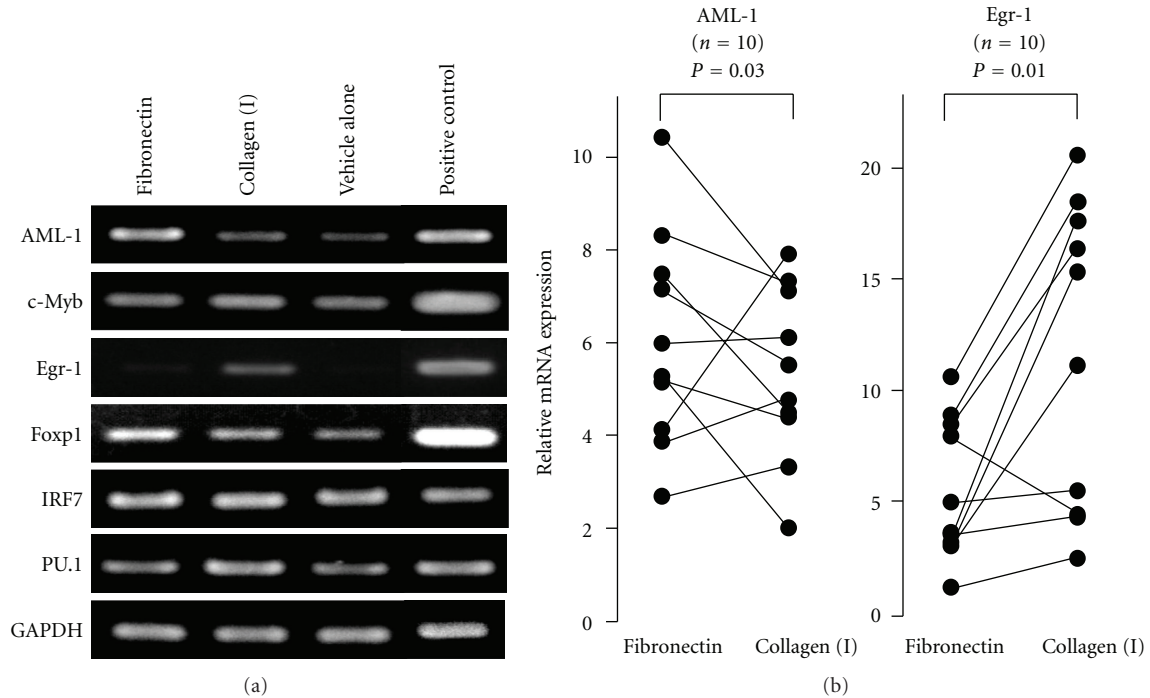 Fibronectin
Collagen (I)
Vehicle alone
Positive control
AML-1
c-Myb
Egr-1
Foxp1
IRF7
PU.1
GAPDH
(a)
AML-1
(n = 10)
P = 0.03
Relative mRNA expression
10
8
6
4
2
0
Fibronectin
Collagen (I)
Egr-1
(n = 10)
P = 0.01
20
15
10
5
0
Fibronectin
Collagen (I)
(b)